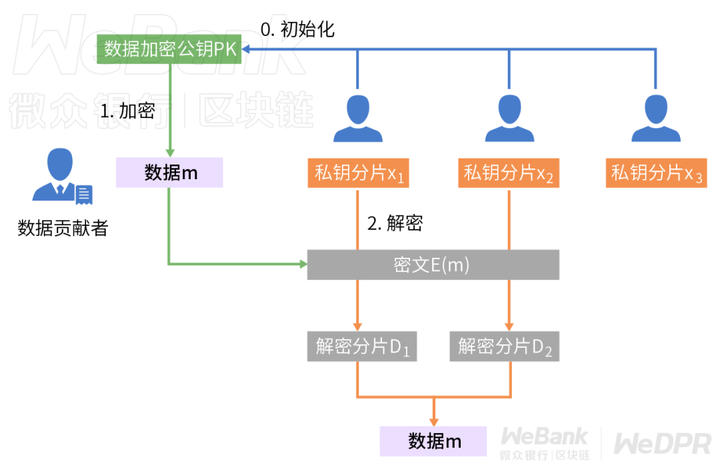 0. 初始化
数据加密公钥PK
WeBank
微众银行|区块链
1. 加密
数据m
数据贡献者
私钥分片x1
私钥分片x2
私钥分片x3
2. 解密
密文E(m)
解密分片D1
解密分片D2
数据m
WeBank
微众银行|区块链
WeDPR